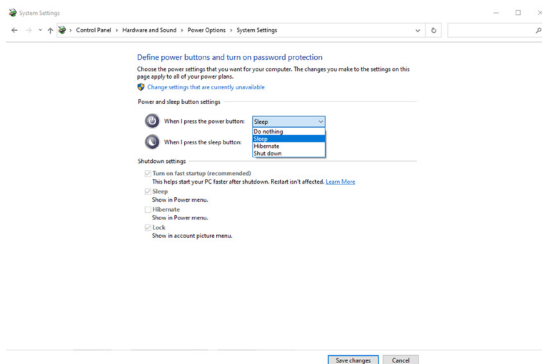 System Settings
Control Panel > Hardware and Sound > Power Options > System Settings
Define power buttons and turn on password protection
Choose the power settings that you want for your computer. The changes you make to the settings on this
page apply to all of your power plans.
Change settings that are currently unavailable
Power and sleep button settings
When I press the power button: Sleep
Do nothing
Sleep
When I press the sleep button:
Hibernate
Shut down
Shutdown settings
Turn on fast startup (recommended)
This helps start your PC faster after shutdown. Restart isn't affected. Learn More
Sleep
Show in Power menu.
Hibernate
Show in Power menu.
Lock
Show in account picture menu.
Save changes Cancel